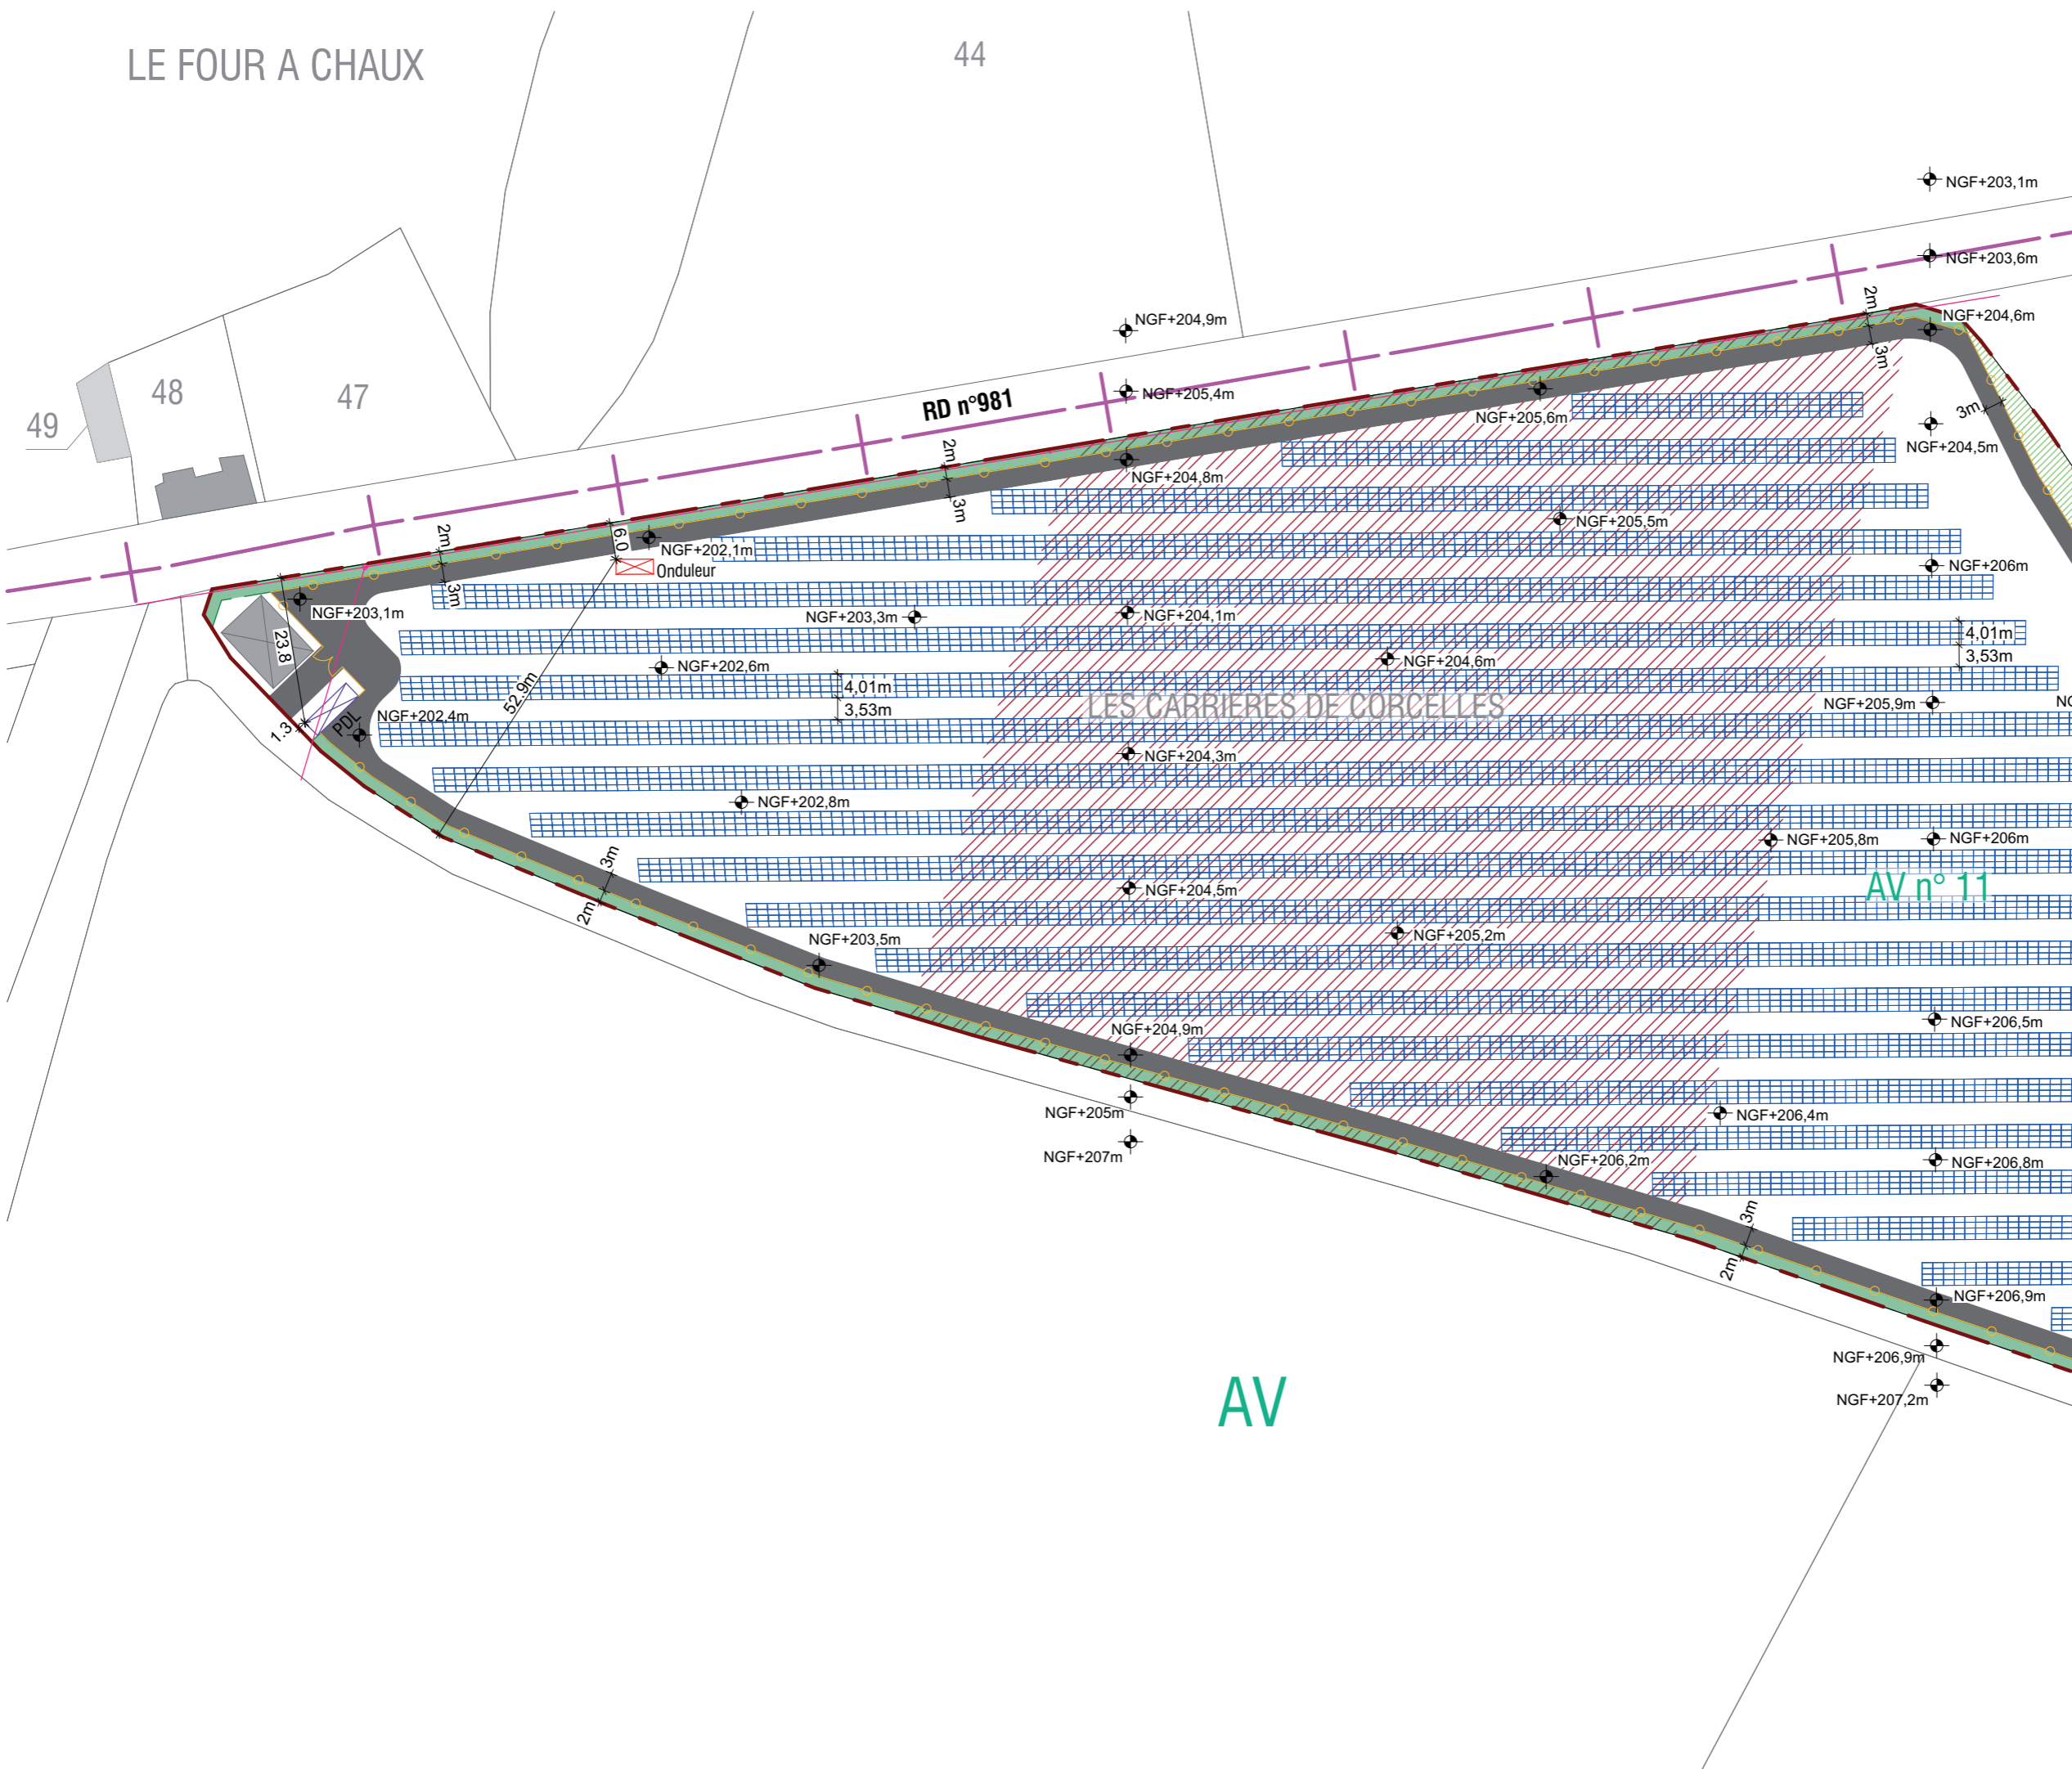 LE FOUR A CHAUX
44
NGF+203,1m
NGF+203,6m
NGF+204,9m
2m
NGF+204,6m
3m
48
47
49
RD n°981
NGF+205,4m
NGF+205,6m
3m
NGF+204,5m
2m
NGF+204,8m
3m
NGF+205,5m
2m
6.0
NGF+202,1m
Onduleur
NGF+206m
3m
NGF+203,1m
NGF+203,3m
NGF+204,1m
4,01m
3,53m
23.8
NGF+202,6m
NGF+204,6m
52.9m
4,01m
3,53m
LES CARRIERES DE CORCELLES
NGF+205,9m
1.3
PDL
NGF+202,4m
NGF+204,3m
NGF+202,8m
NGF+205,8m
NGF+206m
3m
2m
NGF+204,5m
AV n° 11
NGF+203,5m
NGF+205,2m
NGF+204,9m
NGF+206,5m
NGF+205m
NGF+206,4m
NGF+207m
NGF+206,2m
NGF+206,8m
3m
2m
NGF+206,9m
NGF+206,9m
NGF+207,2m
AV